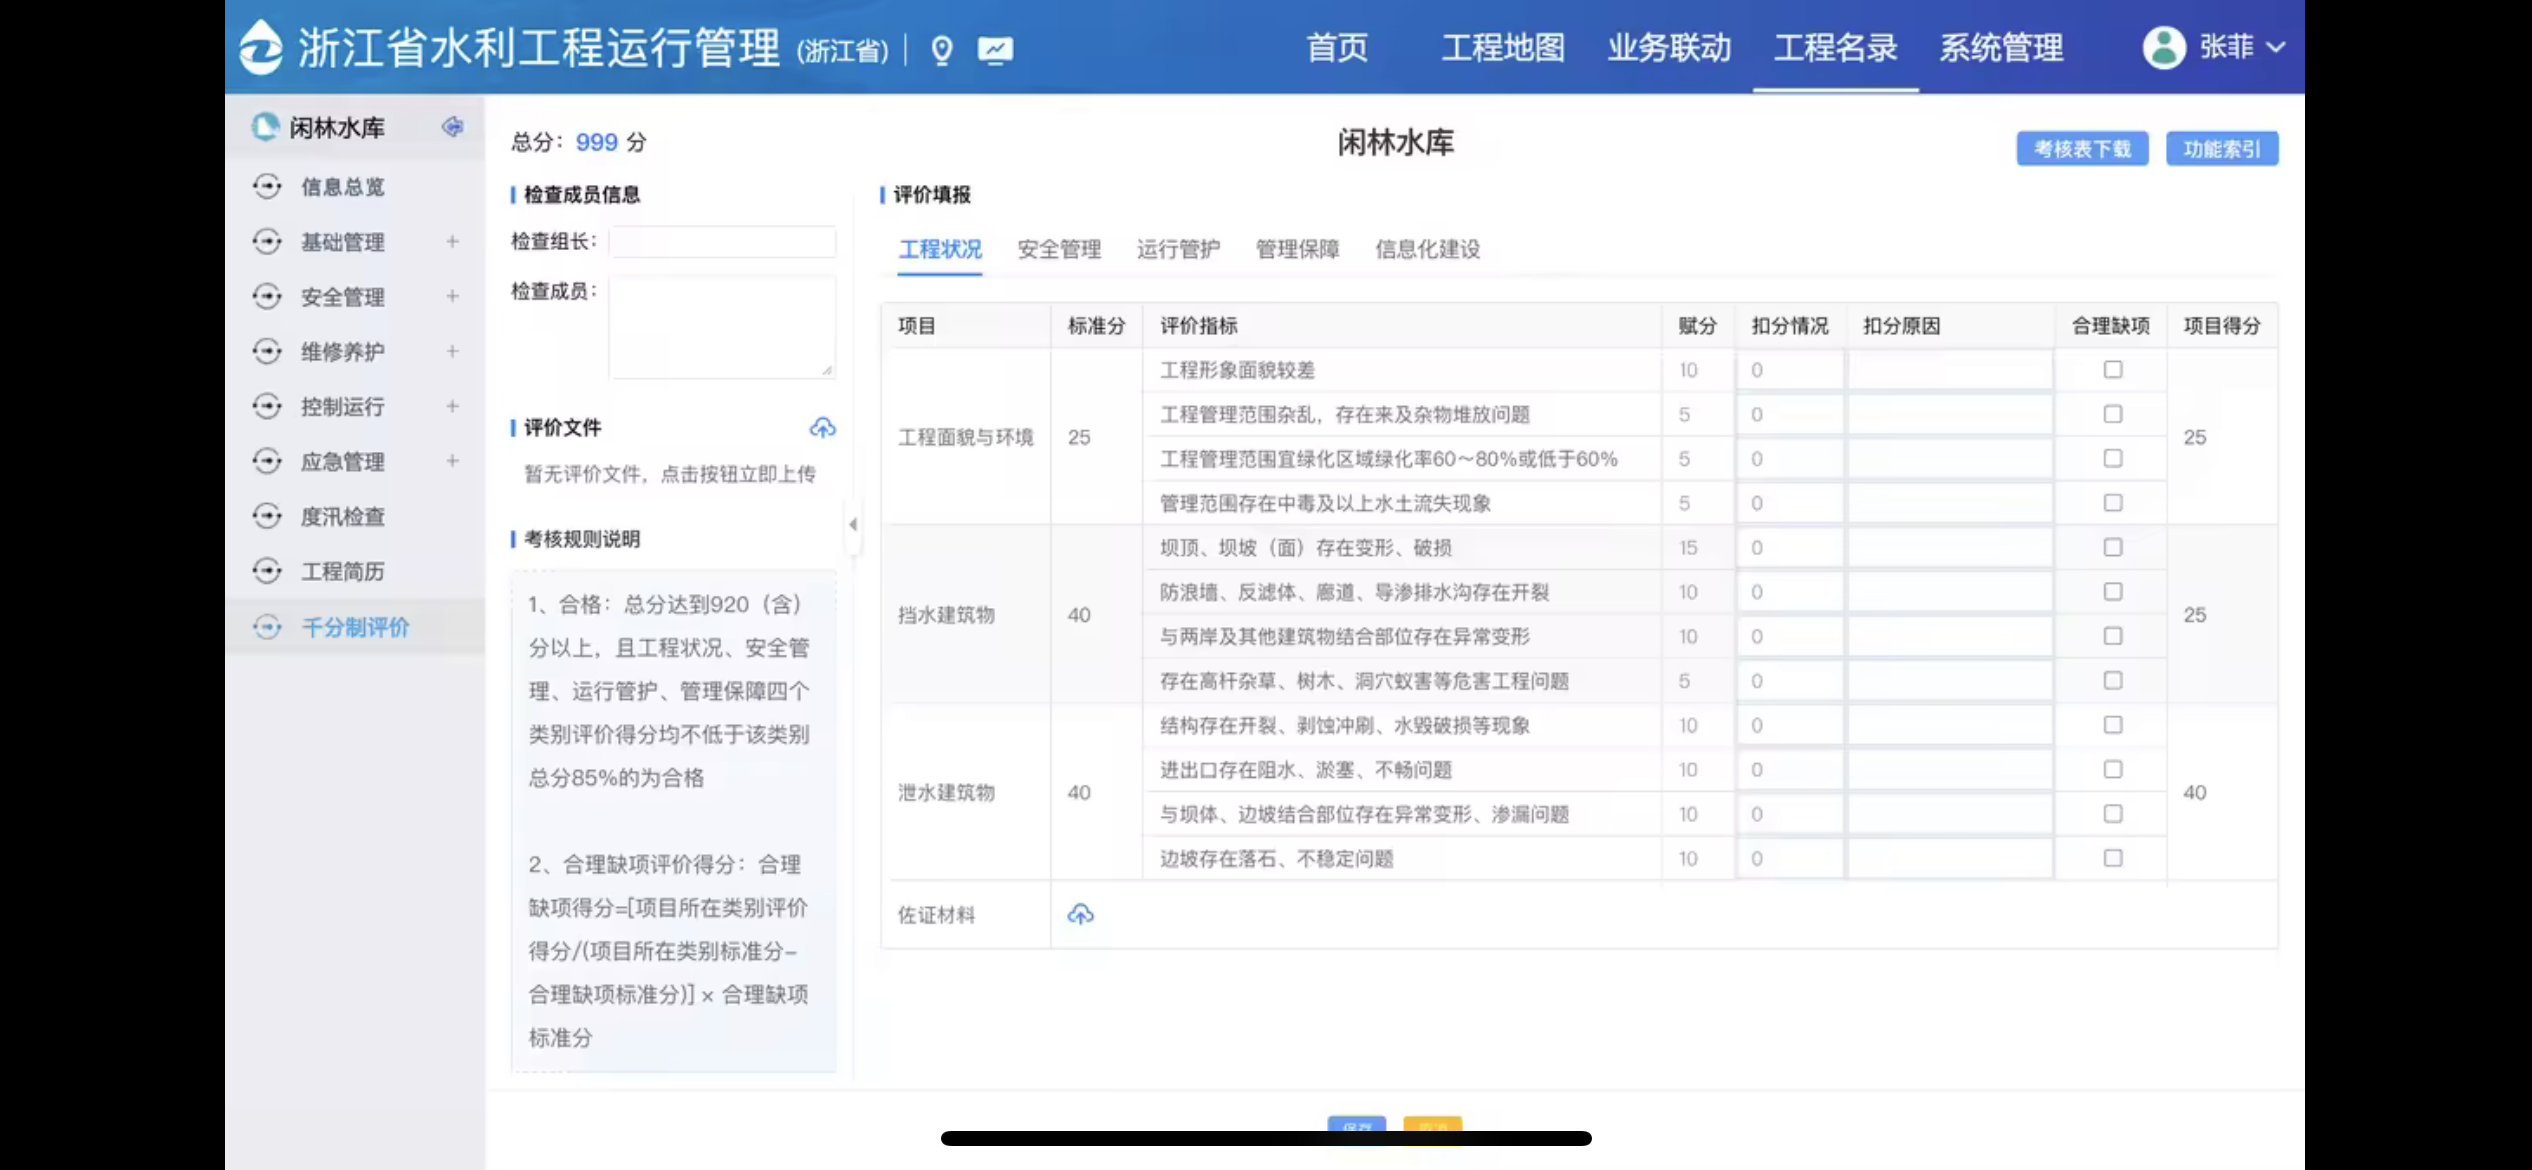 浙江省水利工程运行管理 (浙江省)
首页 工程地图 业务联动 工程名录 系统管理 张菲
闲林水库
信息总览
基础管理 +
安全管理 +
维修养护 +
控制运行 +
应急管理 +
度汛检查
工程简历
千分制评价
总分: 999 分
闲林水库
考核表下载 功能索引
检查成员信息
检查组长:
检查成员:
评价文件
暂无评价文件, 点击按钮立即上传
考核规则说明
1、合格: 总分达到920 (含)
分以上, 且工程状况、安全管
理、运行管护、管理保障四个
类别评价得分均不低于该类别
总分85%的为合格
2、合理缺项评价得分: 合理
缺项得分=[项目所在类别评价
得分/(项目所在类别标准分-
合理缺项标准分)] × 合理缺项
标准分
评价填报
工程状况 安全管理 运行管护 管理保障 信息化建设
项目 标准分 评价指标 赋分 扣分情况 扣分原因 合理缺项 项目得分
工程面貌与环境 25 25
工程形象面貌较差 10 0
工程管理范围杂乱, 存在来及杂物堆放问题 5 0
工程管理范围宜绿化区域绿化率60~80%或低于60% 5 0
管理范围存在中毒及以上水土流失现象 5 0
挡水建筑物 40 25
坝顶、坝坡 (面) 存在变形、破损 15 0
防浪墙、反滤体、廊道、导渗排水沟存在开裂 10 0
与两岸及其他建筑物结合部位存在异常变形 10 0
存在高杆杂草、树木、洞穴蚁害等危害工程问题 5 0
泄水建筑物 40 40
结构存在开裂、剥蚀冲刷、水毁破损等现象 10 0
进出口存在阻水、淤塞、不畅问题 10 0
与坝体、边坡结合部位存在异常变形、渗漏问题 10 0
边坡存在落石、不稳定问题 10 0
佐证材料